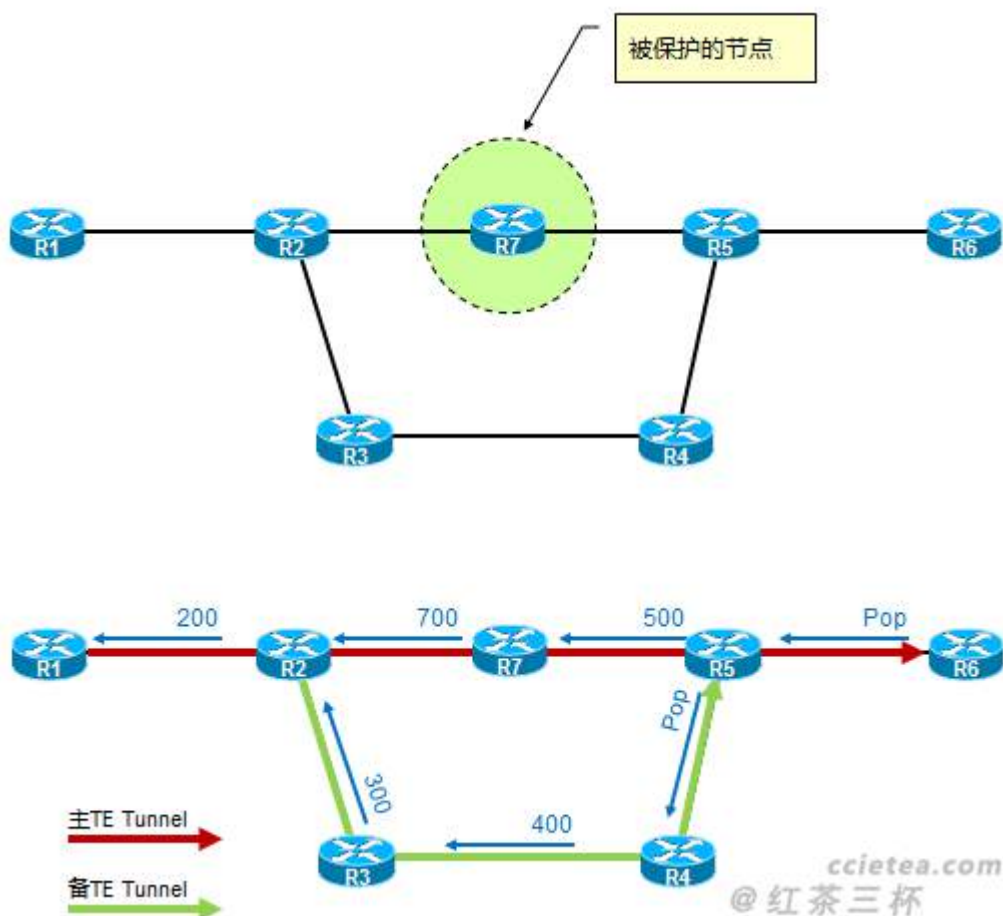 被保护的节点
R1
R2
R7
R5
R6
R3
R4
200
700
500
Pop
R1
R2
R7
R5
R6
Pop
300
400
主TE Tunnel
R3
R4
备TE Tunnel
ccietea.com
@红茶三杯